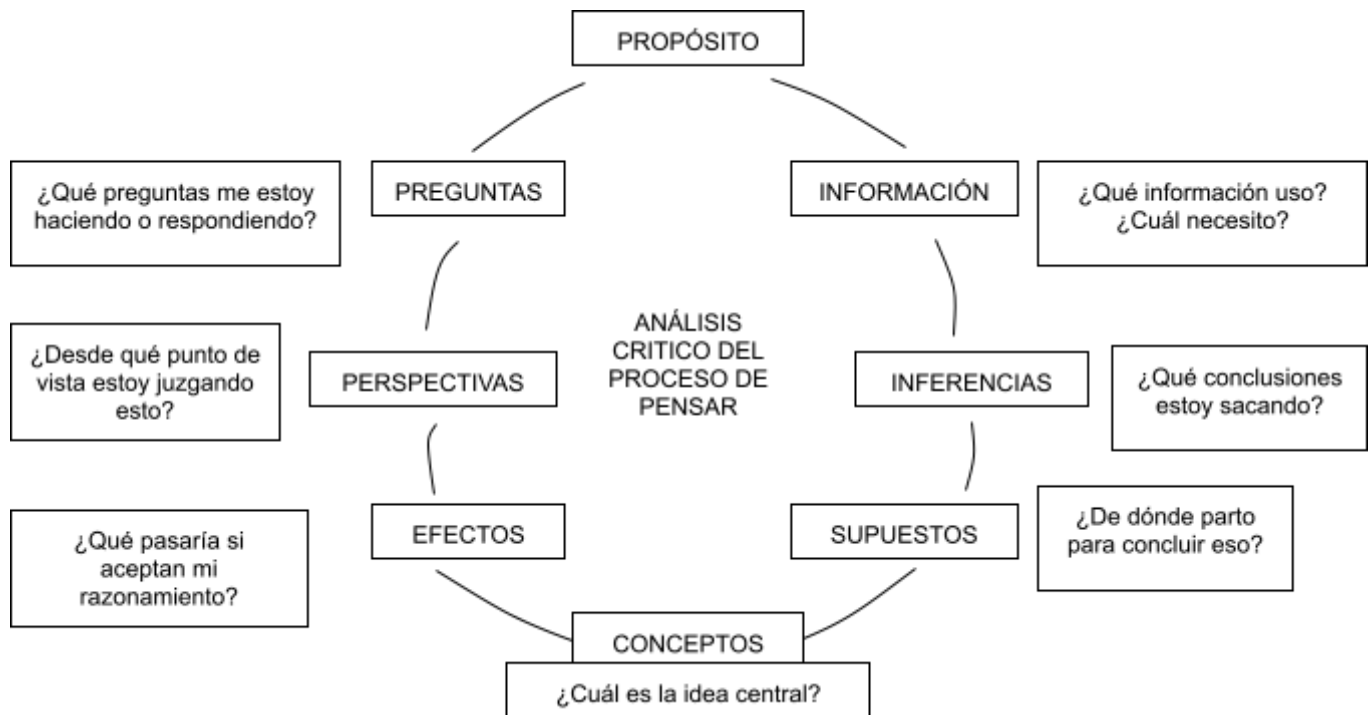 PROPÓSITO
¿Qué preguntas me estoy
haciendo o respondiendo?
PREGUNTAS
INFORMACIÓN
¿Qué información uso?
¿Cuál necesito?
¿Desde qué punto de
vista estoy juzgando
esto?
PERSPECTIVAS
ANÁLISIS
CRITICO DEL
PROCESO DE
PENSAR
INFERENCIAS
¿Qué conclusiones
estoy sacando?
¿Qué pasaría si
aceptan mi
razonamiento?
EFECTOS
SUPUESTOS
¿De dónde parto
para concluir eso?
CONCEPTOS
¿Cuál es la idea central?